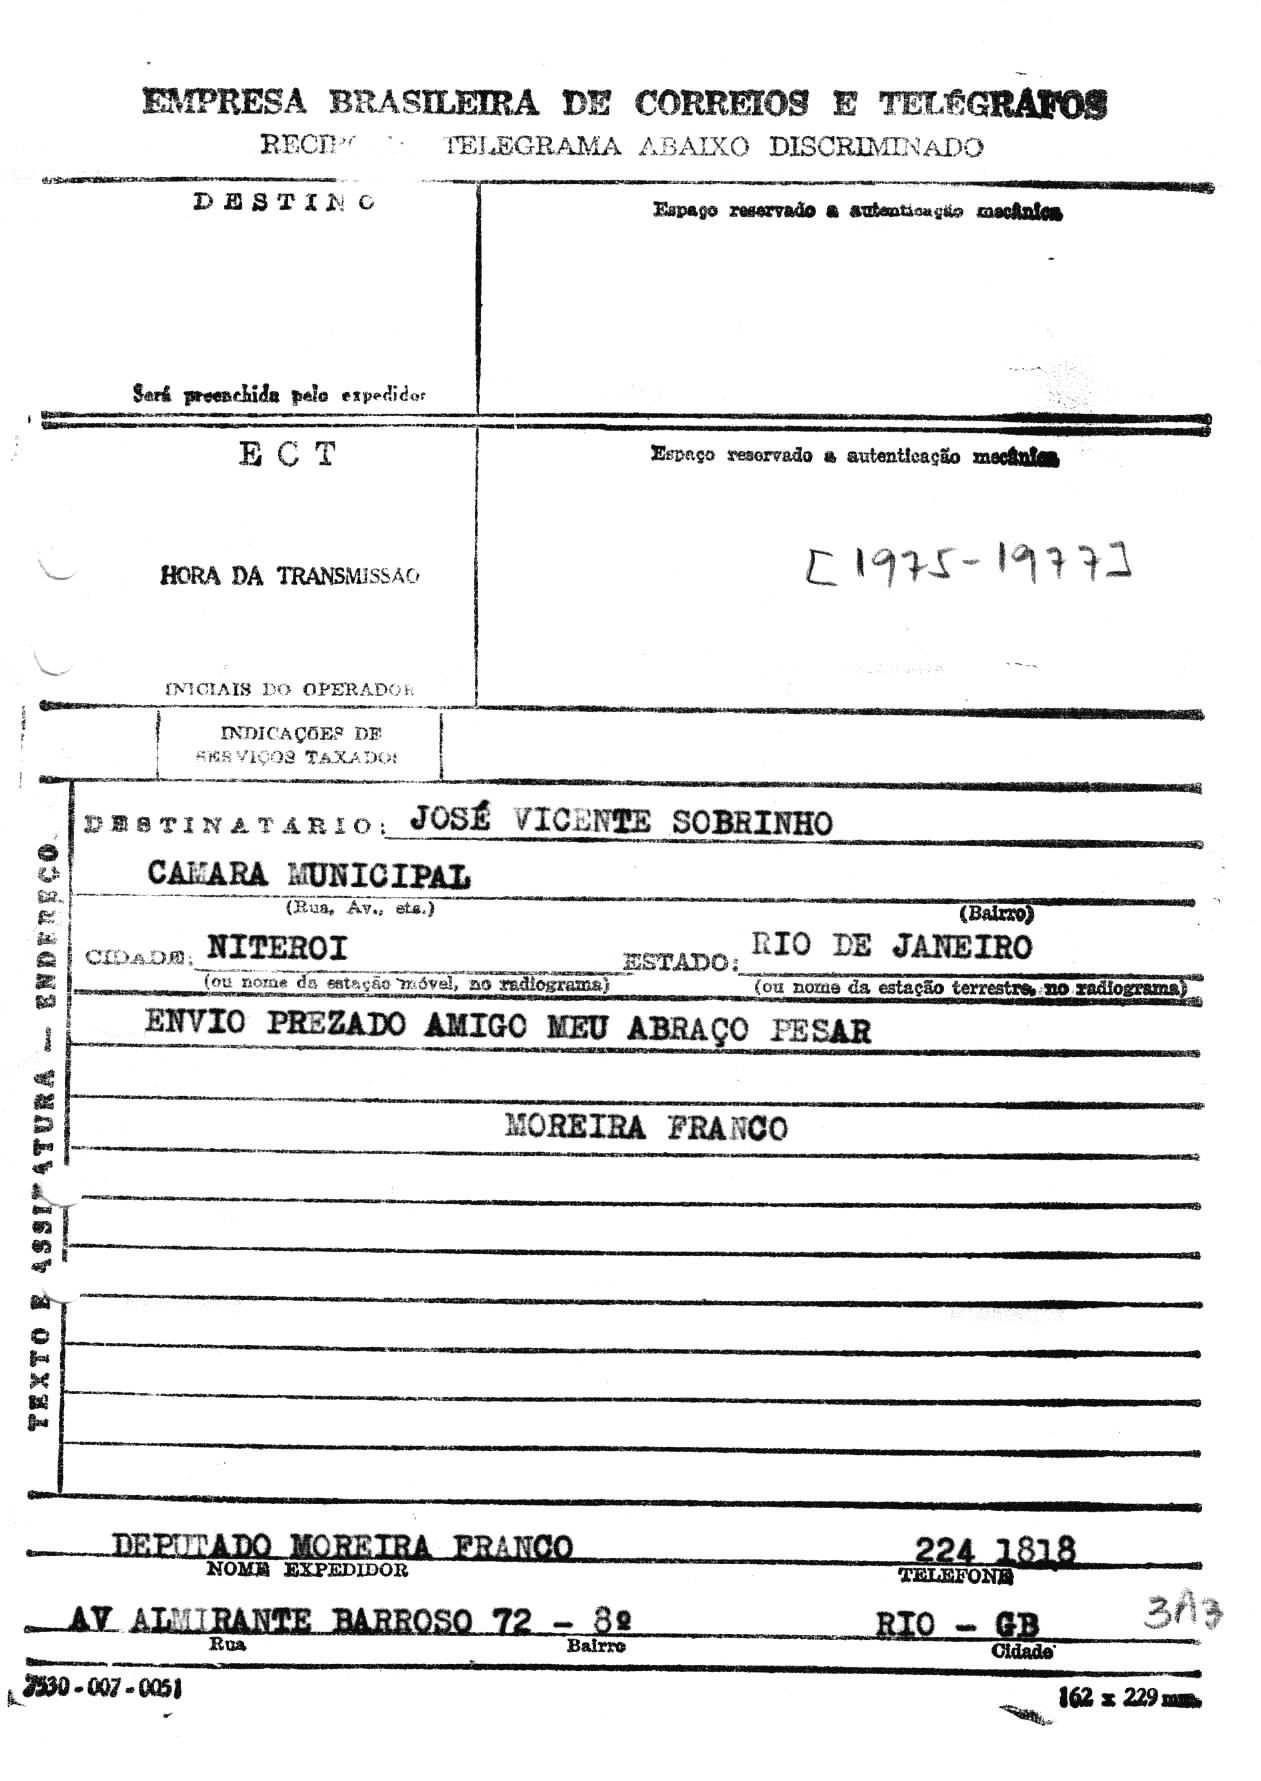 EMPRESA BRASILEIRA DE CORREIOS E TELÉGRAFOS
TELEGRAMA ABAIXO DISCRIMINADO
DESTINO
Espaço reservado a autenticação mecânica
Será preenchida pelo expedidor
ECT
Espaço reservado a autenticação mecânica
[1975-1977]
HORA DA TRANSMISSÃO
INICIAIS DO OPERADOR
INDICAÇÕES DE
SERVIÇOS TAXADOS
DESTINATÁRIO: JOSÉ VICENTE SOBRINHO
CAMARA MUNICIPAL
(Rua, Av., etc.) (Bairro)
CIDADE: NITEROI ESTADO: RIO DE JANEIRO
(ou nome da estação móvel, no radiograma) (ou nome da estação terrestre, no radiograma)
ENVIO PREZADO AMIGO MEU ABRAÇO PESAR
MOREIRA FRANCO
TEXTO E ASSINATURA - ENDEREÇO
DEPUTADO MOREIRA FRANCO 224 1818
NOME EXPEDIDOR TELEFONE
AV ALMIRANTE BARROSO 72 - 8º RIO - GB
Rua Bairro Cidade
7530-007-0051 162 x 229 mm.